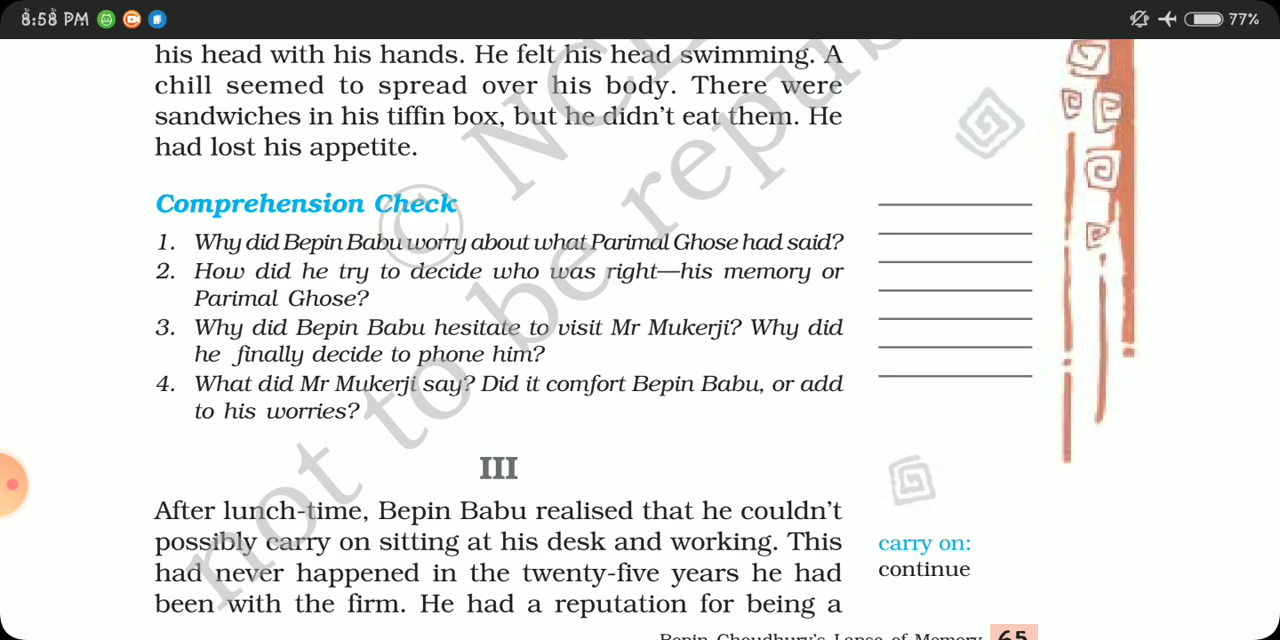 8:58 PM 77%
his head with his hands. He felt his head swimming. A
chill seemed to spread over his body. There were
sandwiches in his tiffin box, but he didn't eat them. He
had lost his appetite.
Comprehension Check
1. Why did Bepin Babu worry about what Parimal Ghose had said?
2. How did he try to decide who was right—his memory or
Parimal Ghose?
3. Why did Bepin Babu hesitate to visit Mr Mukerji? Why did
he finally decide to phone him?
4. What did Mr Mukerji say? Did it comfort Bepin Babu, or add
to his worries?
III
After lunch-time, Bepin Babu realised that he couldn't
possibly carry on sitting at his desk and working. This
had never happened in the twenty-five years he had
been with the firm. He had a reputation for being a
carry on:
continue
Bepin Choudhury's Lapse of Memory 65
© NC
not to be repub